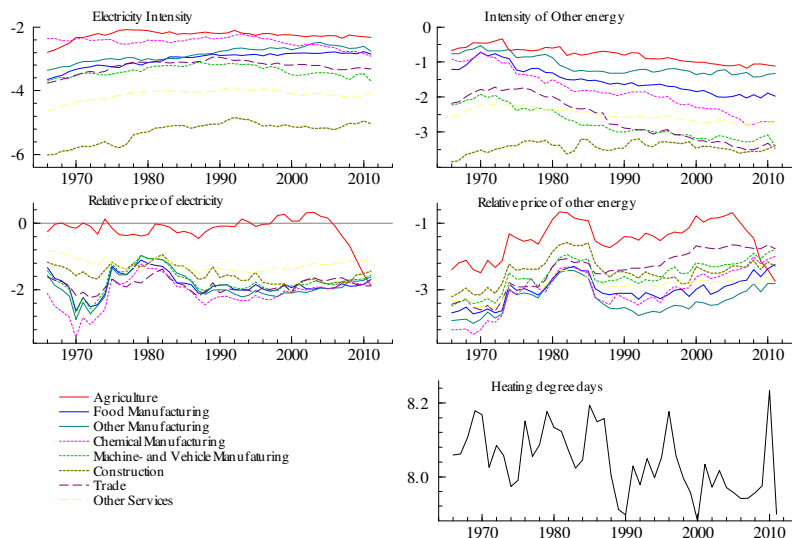 Electricity Intensity
Intensity of Other energy
-2
-4
-6
1970 1980 1990 2000 2010
0
-1
-2
-3
1970 1980 1990 2000 2010
Relative price of electricity
Relative price of other energy
0
-2
1970 1980 1990 2000 2010
-1
-3
1970 1980 1990 2000 2010
Agriculture
Food Manufacturing
Other Manufacturing
Chemical Manufacturing
Machine- and Vehicle Manufaturing
Construction
Trade
Other Services
Heating degree days
8.2
8.0
1970 1980 1990 2000 2010